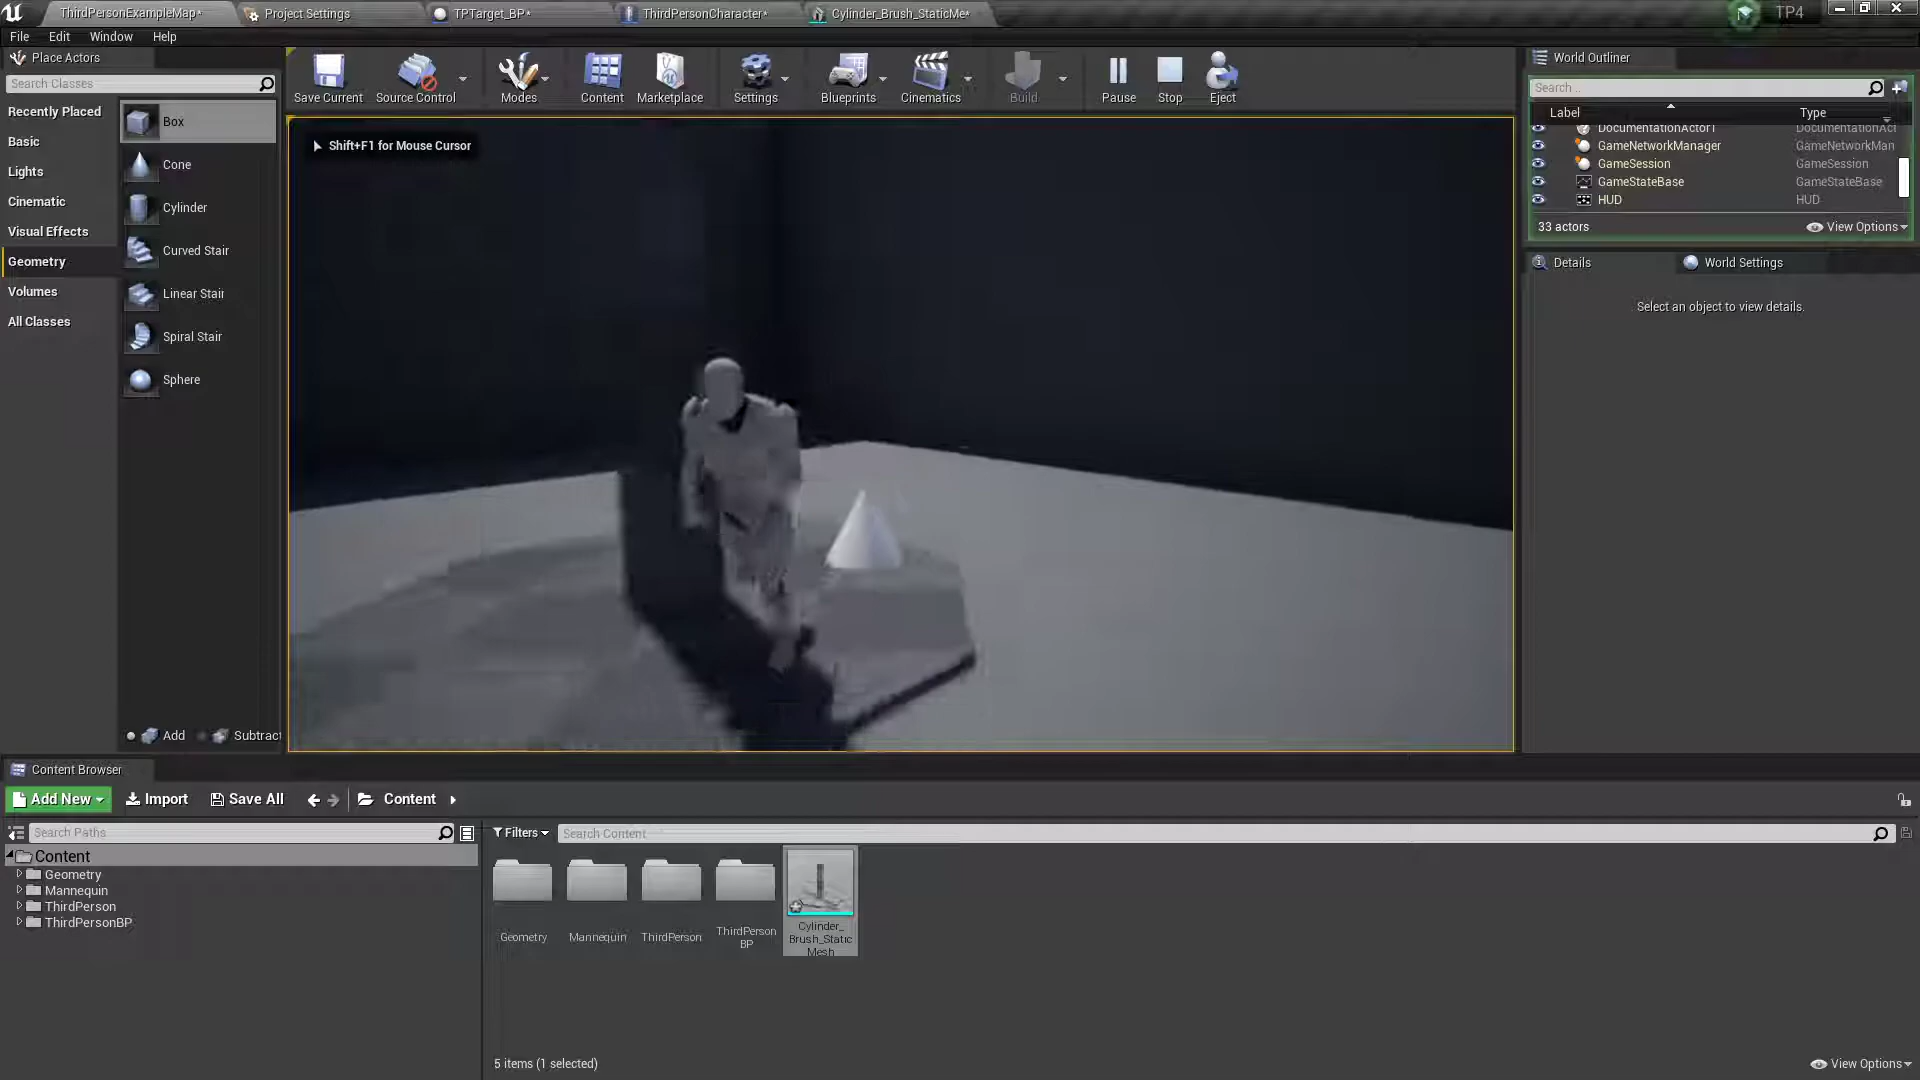 ThirdPersonExampleMap*
Project Settings
TPTarget_BP*
ThirdPersonCharacter*
Cylinder_Brush_StaticMe*
TP4
File
Edit
Window
Help
Place Actors
Search Classes
Recently Placed
Basic
Lights
Cinematic
Visual Effects
Geometry
Volumes
All Classes
Box
Cone
Cylinder
Curved Stair
Linear Stair
Spiral Stair
Sphere
Add
Subtract
Save Current
Source Control
Modes
Content
Marketplace
Settings
Blueprints
Cinematics
Build
Pause
Stop
Eject
Shift+F1 for Mouse Cursor
World Outliner
Search...
Label
Type
DocumentationActor1
DocumentationAct
GameNetworkManager
GameNetworkMan
GameSession
GameSession
GameStateBase
GameStateBase
HUD
HUD
33 actors
View Options
Details
World Settings
Select an object to view details.
Content Browser
Add New
Import
Save All
Content
Search Paths
Content
Geometry
Mannequin
ThirdPerson
ThirdPersonBP
Filters
Search Content
Geometry
Mannequin
ThirdPerson
ThirdPerson
BP
Cylinder_
Brush_Static
Mesh
5 items (1 selected)
View Options